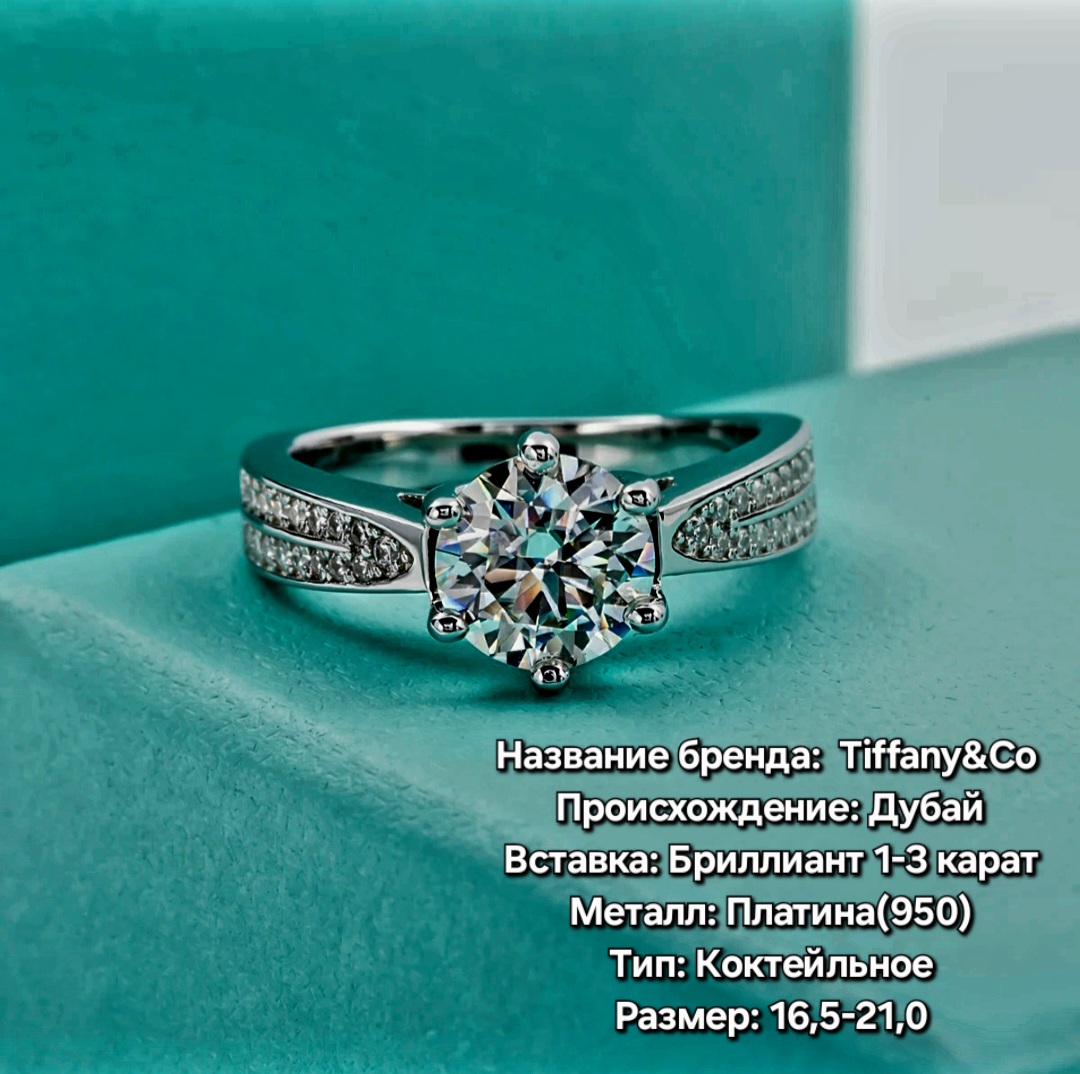 Название бренда: Tiffany&Co
Происхождение: Дубай
Вставка: Бриллиант 1-3 карат
Металл: Платина(950)
Тип: Коктейльное
Размер: 16,5-21,0